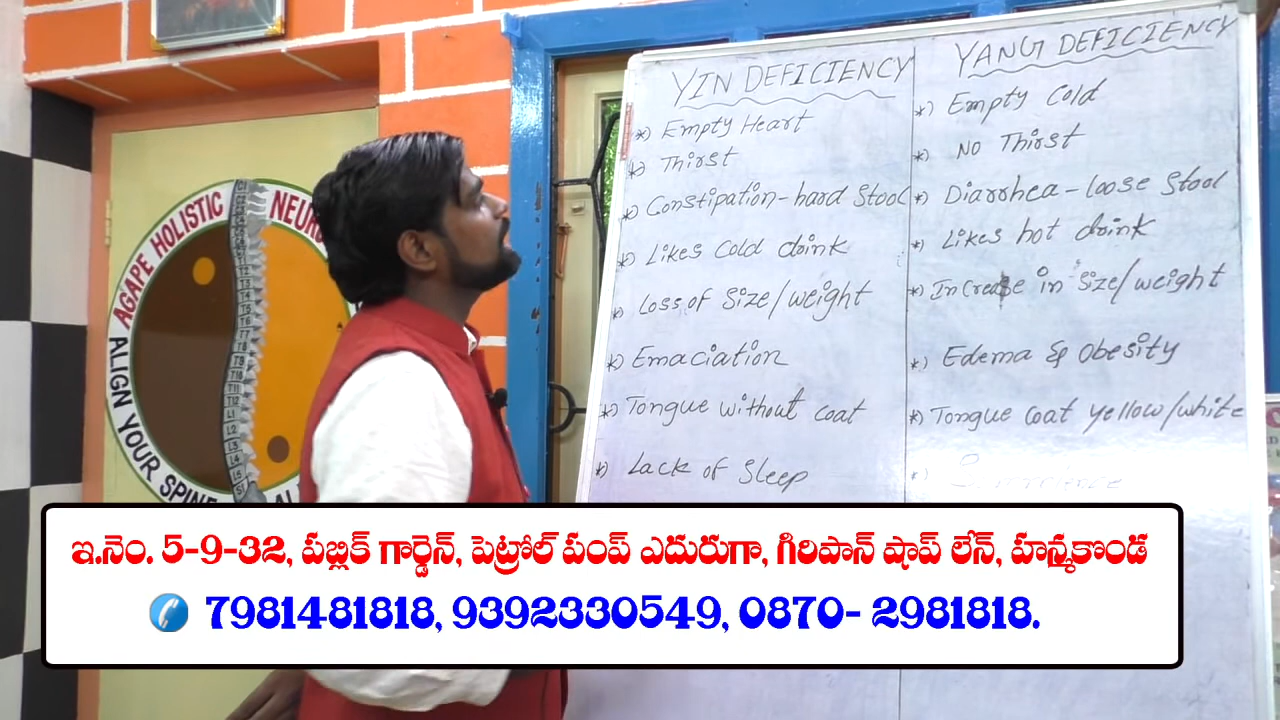 AGAPE HOLISTIC NEURO
ALIGN YOUR SPINE
YIN DEFICIENCY
*) Empty Heart
*) Thirst
*) Constipation-hard Stool
*) Likes cold drink
*) Loss of Size/weight
*) Emaciation
*) Tongue without coat
*) Lack of Sleep
YANG DEFICIENCY
*) Empty Cold
*) No Thirst
*) Diarrhea-loose Stool
*) Likes hot drink
*) Increase in Size/weight
*) Edema & Obesity
*) Tongue coat yellow/white
ఇ.నెం. 5-9-32, పబ్లిక్ గార్డెన్, పెట్రోల్ పంప్ ఎదురుగా, గిరిపాన్ షాప్ లేన్, హన్మకొండ
7981481818, 9392330549, 0870- 2981818.